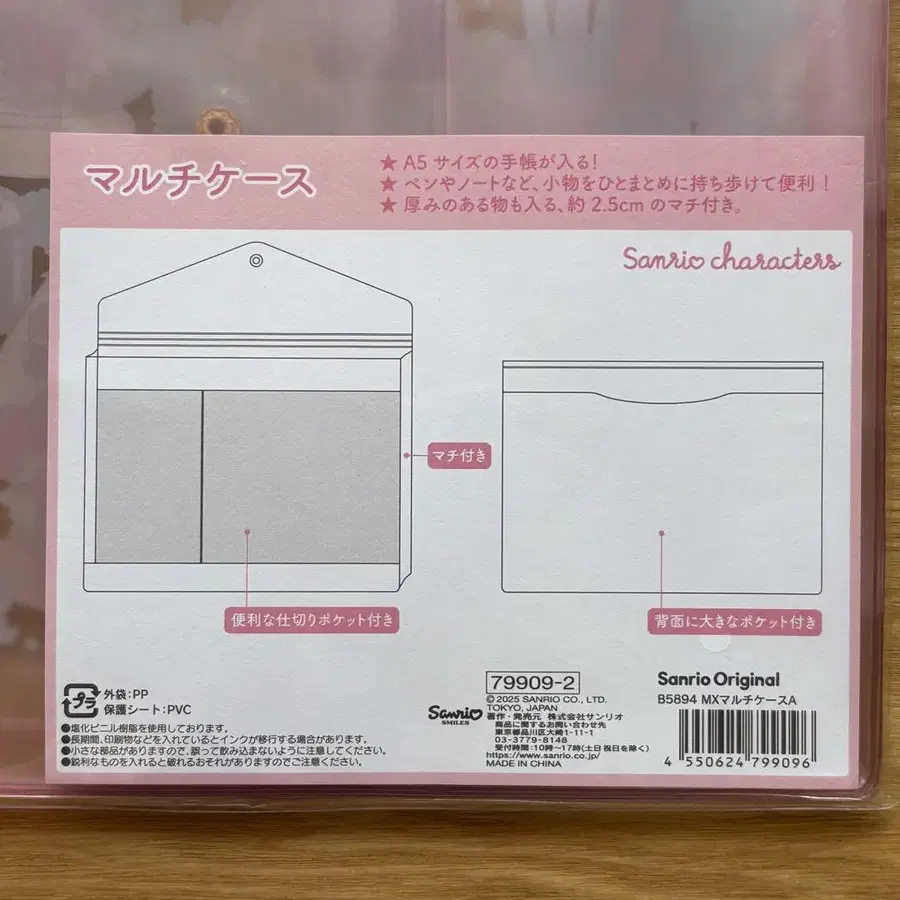 マルチケース
★ A5 サイズの手帳が入る!
★ ペンやノートなど、小物をひとまとめに持ち歩けて便利!
★ 厚みのある物も入る、約 2.5cm のマチ付き。
Sanrio characters
マチ付き
便利な仕切りポケット付き
背面に大きなポケット付き
プラ
外袋:PP
保護シート:PVC
●塩化ビニル樹脂を使用しております。
●長期間、印刷物などを入れているとインクが移行する場合があります。
●小さな部品がありますので、誤って飲み込まないように注意してください。
●鋭利なものを入れると破れるおそれがありますのでご注意ください。
Sanrio
SMILES
79909-2
©2025 SANRIO CO., LTD.
TOKYO, JAPAN
著作・発売元 株式会社サンリオ
商品に関するお問い合わせ先
東京都品川区大崎1-11-1
03-3779-8148
受付時間:10時〜17時(土日祝日を除く)
https://www.sanrio.co.jp/
MADE IN CHINA
Sanrio Original
B5894 MXマルチケースA
4 550624 799096